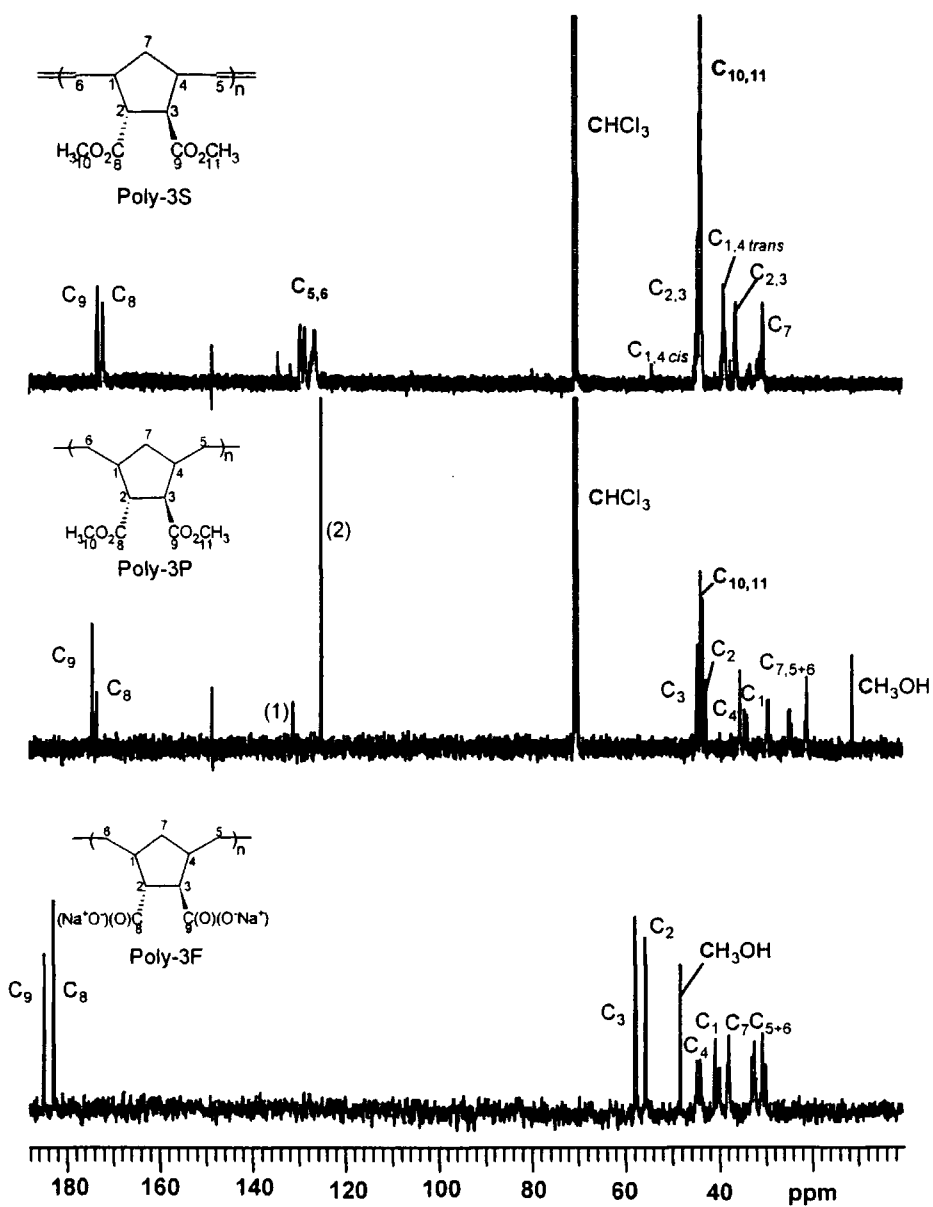 7
6
1
4
5
n
2
3
H3CO2C
10
8
CO2CH3
9
11
Poly-3S
CHCl3
C10,11
C9
C8
C5,6
C1,4 cis
C2,3
C1,4 trans
C2,3
C7
6
7
5
n
1
4
2
3
H3CO2C
10
8
CO2CH3
9
11
Poly-3P
(2)
(1)
CHCl3
C9
C8
C10,11
C3
C2
C4
C1
C7,5+6
CH3OH
6
7
5
n
1
4
2
3
(Na+O-)(O)C
8
C(O)(O-Na+)
9
Poly-3F
C9
C8
C3
C2
CH3OH
C4
C1
C7
C5+6
180 160 140 120 100 80 60 40 ppm